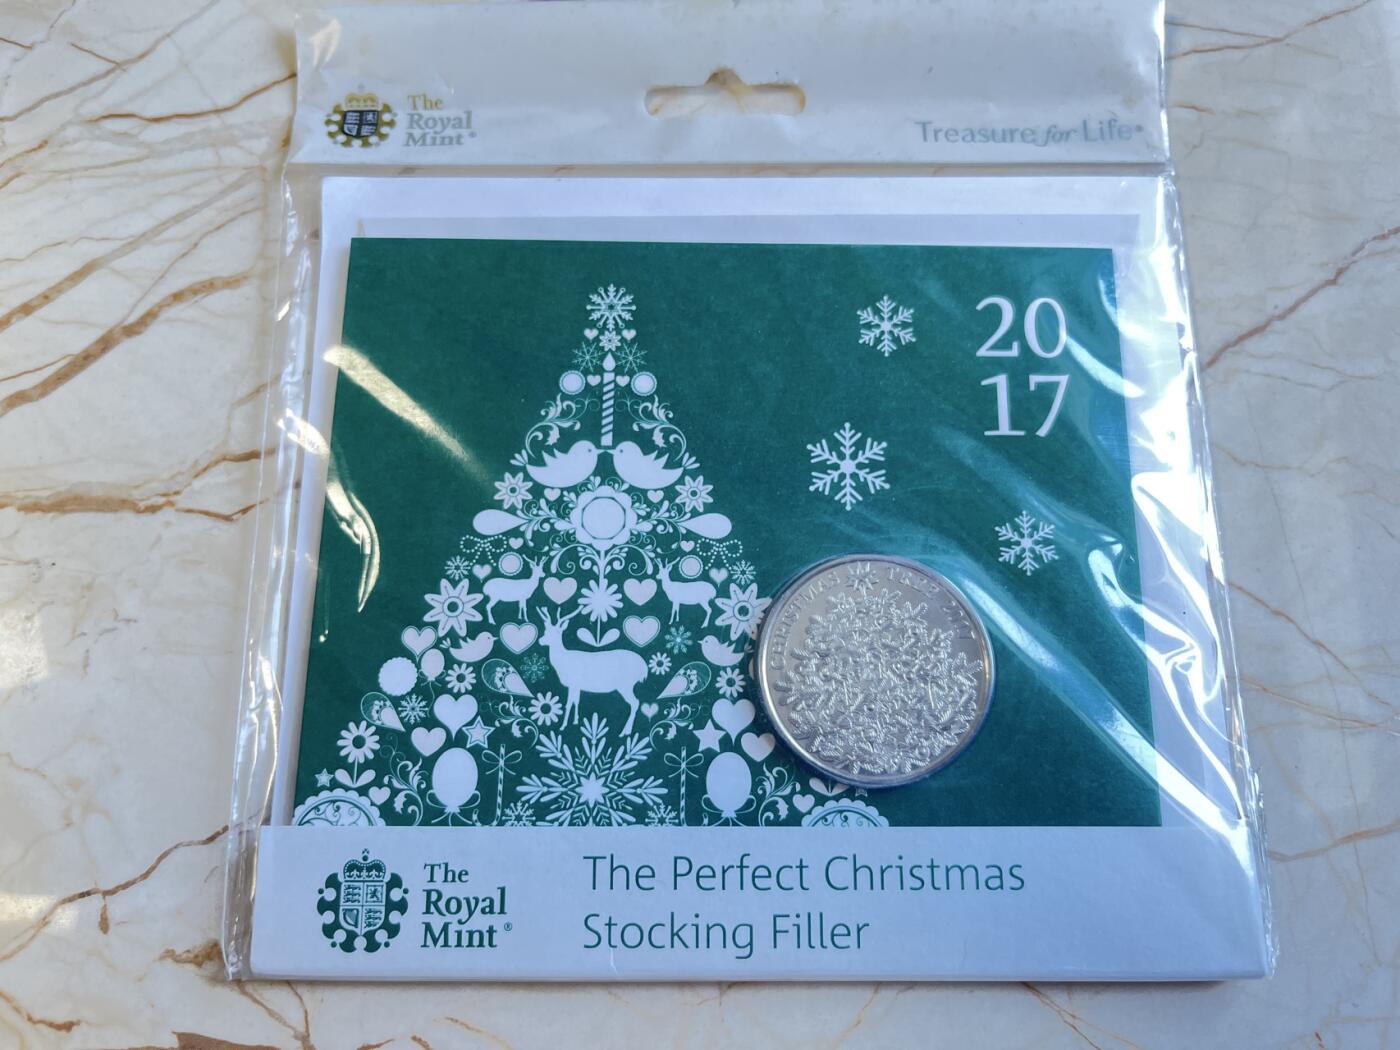 The
Royal
Mint®
Treasure for Life®
20
17
CHRISTMAS TREE 2017
The
Royal
Mint®
The Perfect Christmas
Stocking Filler